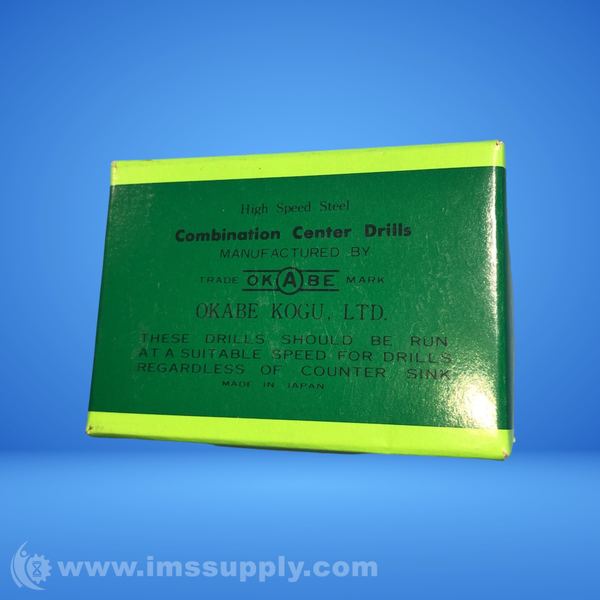 High Speed Steel
Combination Center Drills
MANUFACTURED BY
TRADE OKABE MARK
OKABE KOGU, LTD.
THESE DRILLS SHOULD BE RUN
AT A SUITABLE SPEED FOR DRILLS
REGARDLESS OF COUNTER SINK
MADE IN JAPAN
www.imssupply.com